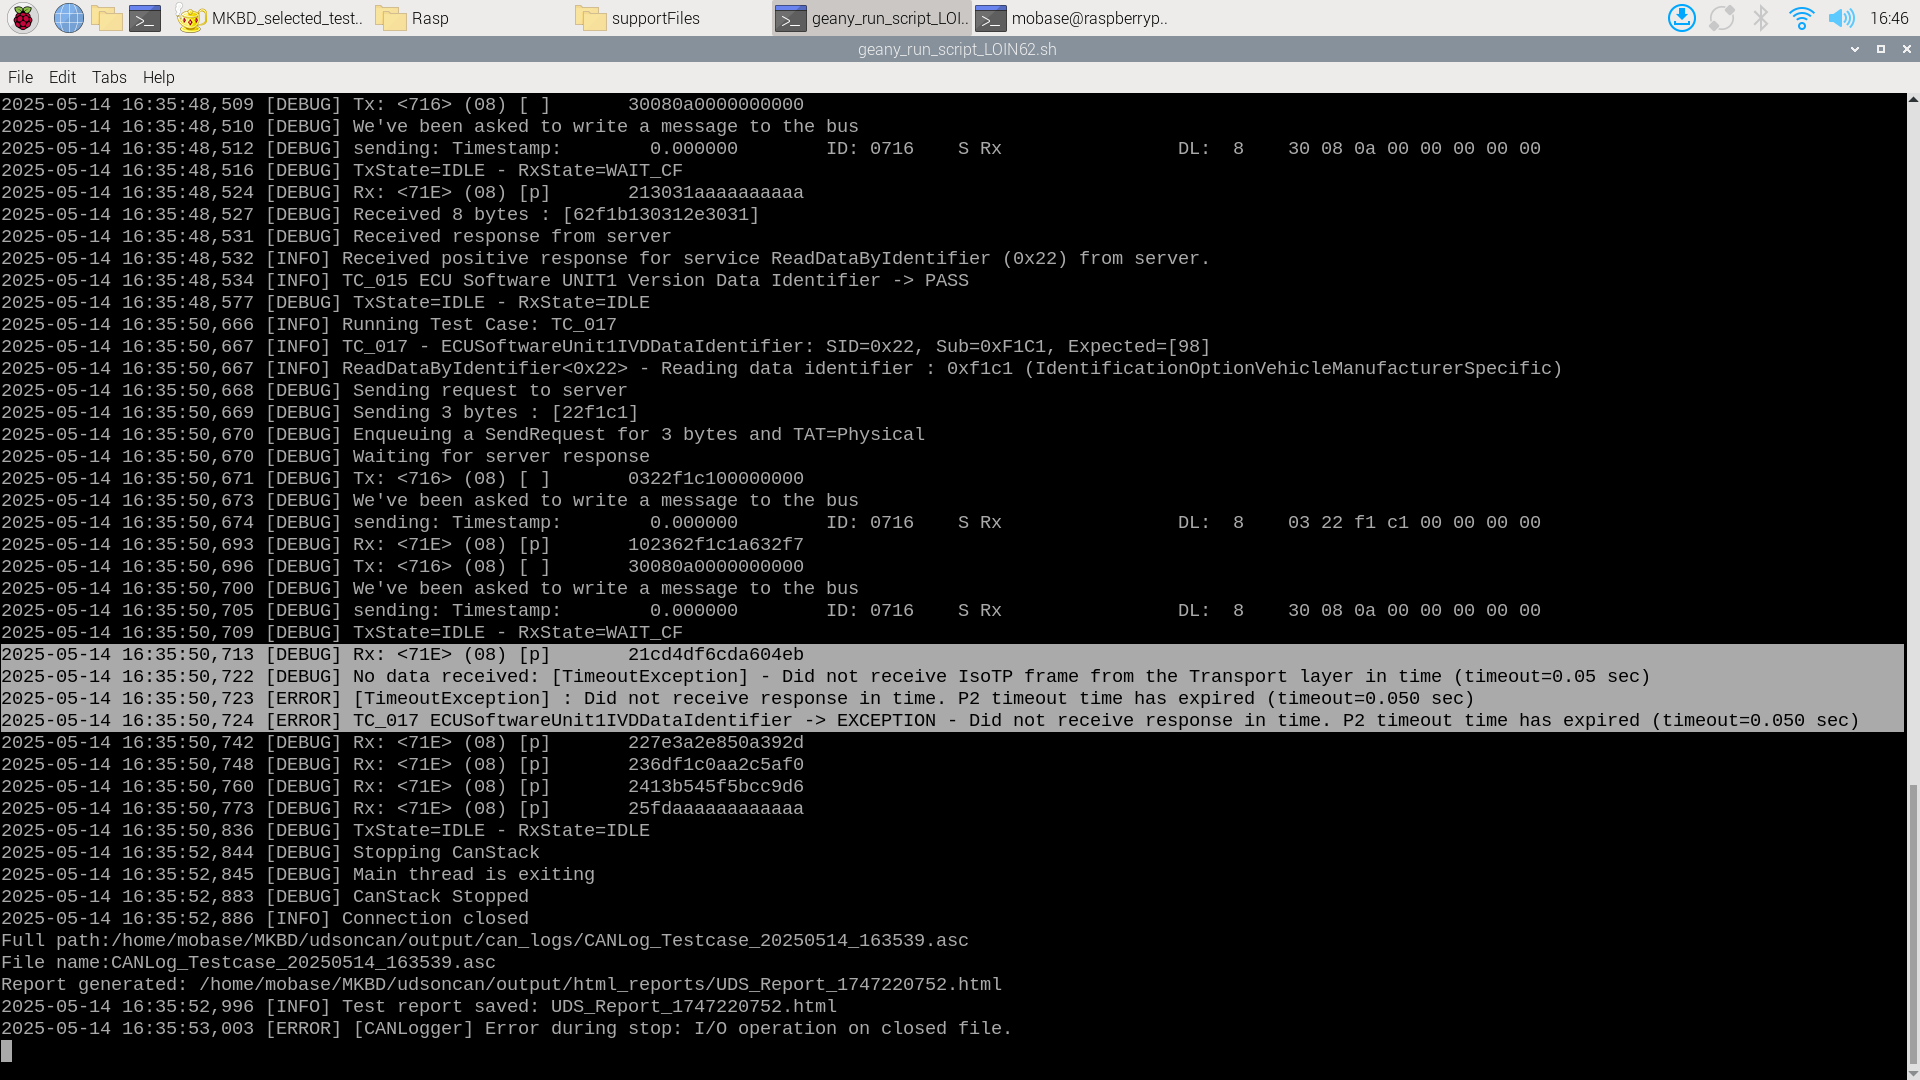 MKBD_selected_test..
Rasp
supportFiles
geany_run_script_LOI..
mobase@raspberryp..
16:46
geany_run_script_LOIN62.sh
File Edit Tabs Help
2025-05-14 16:35:48,509 [DEBUG] Tx: <716> (08) [ ]       30080a0000000000
2025-05-14 16:35:48,510 [DEBUG] We've been asked to write a message to the bus
2025-05-14 16:35:48,512 [DEBUG] sending: Timestamp:        0.000000        ID: 0716    S Rx                DL:  8    30 08 0a 00 00 00 00 00
2025-05-14 16:35:48,516 [DEBUG] TxState=IDLE - RxState=WAIT_CF
2025-05-14 16:35:48,524 [DEBUG] Rx: <71E> (08) [p]       213031aaaaaaaaaa
2025-05-14 16:35:48,527 [DEBUG] Received 8 bytes : [62f1b130312e3031]
2025-05-14 16:35:48,531 [DEBUG] Received response from server
2025-05-14 16:35:48,532 [INFO] Received positive response for service ReadDataByIdentifier (0x22) from server.
2025-05-14 16:35:48,534 [INFO] TC_015 ECU Software UNIT1 Version Data Identifier -> PASS
2025-05-14 16:35:48,577 [DEBUG] TxState=IDLE - RxState=IDLE
2025-05-14 16:35:50,666 [INFO] Running Test Case: TC_017
2025-05-14 16:35:50,667 [INFO] TC_017 - ECUSoftwareUnit1IVDDataIdentifier: SID=0x22, Sub=0xF1C1, Expected=[98]
2025-05-14 16:35:50,667 [INFO] ReadDataByIdentifier<0x22> - Reading data identifier : 0xf1c1 (IdentificationOptionVehicleManufacturerSpecific)
2025-05-14 16:35:50,668 [DEBUG] Sending request to server
2025-05-14 16:35:50,669 [DEBUG] Sending 3 bytes : [22f1c1]
2025-05-14 16:35:50,670 [DEBUG] Enqueuing a SendRequest for 3 bytes and TAT=Physical
2025-05-14 16:35:50,670 [DEBUG] Waiting for server response
2025-05-14 16:35:50,671 [DEBUG] Tx: <716> (08) [ ]       0322f1c100000000
2025-05-14 16:35:50,673 [DEBUG] We've been asked to write a message to the bus
2025-05-14 16:35:50,674 [DEBUG] sending: Timestamp:        0.000000        ID: 0716    S Rx                DL:  8    03 22 f1 c1 00 00 00 00
2025-05-14 16:35:50,693 [DEBUG] Rx: <71E> (08) [p]       102362f1c1a632f7
2025-05-14 16:35:50,696 [DEBUG] Tx: <716> (08) [ ]       30080a0000000000
2025-05-14 16:35:50,700 [DEBUG] We've been asked to write a message to the bus
2025-05-14 16:35:50,705 [DEBUG] sending: Timestamp:        0.000000        ID: 0716    S Rx                DL:  8    30 08 0a 00 00 00 00 00
2025-05-14 16:35:50,709 [DEBUG] TxState=IDLE - RxState=WAIT_CF
2025-05-14 16:35:50,713 [DEBUG] Rx: <71E> (08) [p]       21cd4df6cda604eb
2025-05-14 16:35:50,722 [DEBUG] No data received: [TimeoutException] - Did not receive IsoTP frame from the Transport layer in time (timeout=0.05 sec)
2025-05-14 16:35:50,723 [ERROR] [TimeoutException] : Did not receive response in time. P2 timeout time has expired (timeout=0.050 sec)
2025-05-14 16:35:50,724 [ERROR] TC_017 ECUSoftwareUnit1IVDDataIdentifier -> EXCEPTION - Did not receive response in time. P2 timeout time has expired (timeout=0.050 sec)
2025-05-14 16:35:50,742 [DEBUG] Rx: <71E> (08) [p]       227e3a2e850a392d
2025-05-14 16:35:50,748 [DEBUG] Rx: <71E> (08) [p]       236df1c0aa2c5af0
2025-05-14 16:35:50,760 [DEBUG] Rx: <71E> (08) [p]       2413b545f5bcc9d6
2025-05-14 16:35:50,773 [DEBUG] Rx: <71E> (08) [p]       25fdaaaaaaaaaaaa
2025-05-14 16:35:50,836 [DEBUG] TxState=IDLE - RxState=IDLE
2025-05-14 16:35:52,844 [DEBUG] Stopping CanStack
2025-05-14 16:35:52,845 [DEBUG] Main thread is exiting
2025-05-14 16:35:52,883 [DEBUG] CanStack Stopped
2025-05-14 16:35:52,886 [INFO] Connection closed
Full path:/home/mobase/MKBD/udsoncan/output/can_logs/CANLog_Testcase_20250514_163539.asc
File name:CANLog_Testcase_20250514_163539.asc
Report generated: /home/mobase/MKBD/udsoncan/output/html_reports/UDS_Report_1747220752.html
2025-05-14 16:35:52,996 [INFO] Test report saved: UDS_Report_1747220752.html
2025-05-14 16:35:53,003 [ERROR] [CANLogger] Error during stop: I/O operation on closed file.